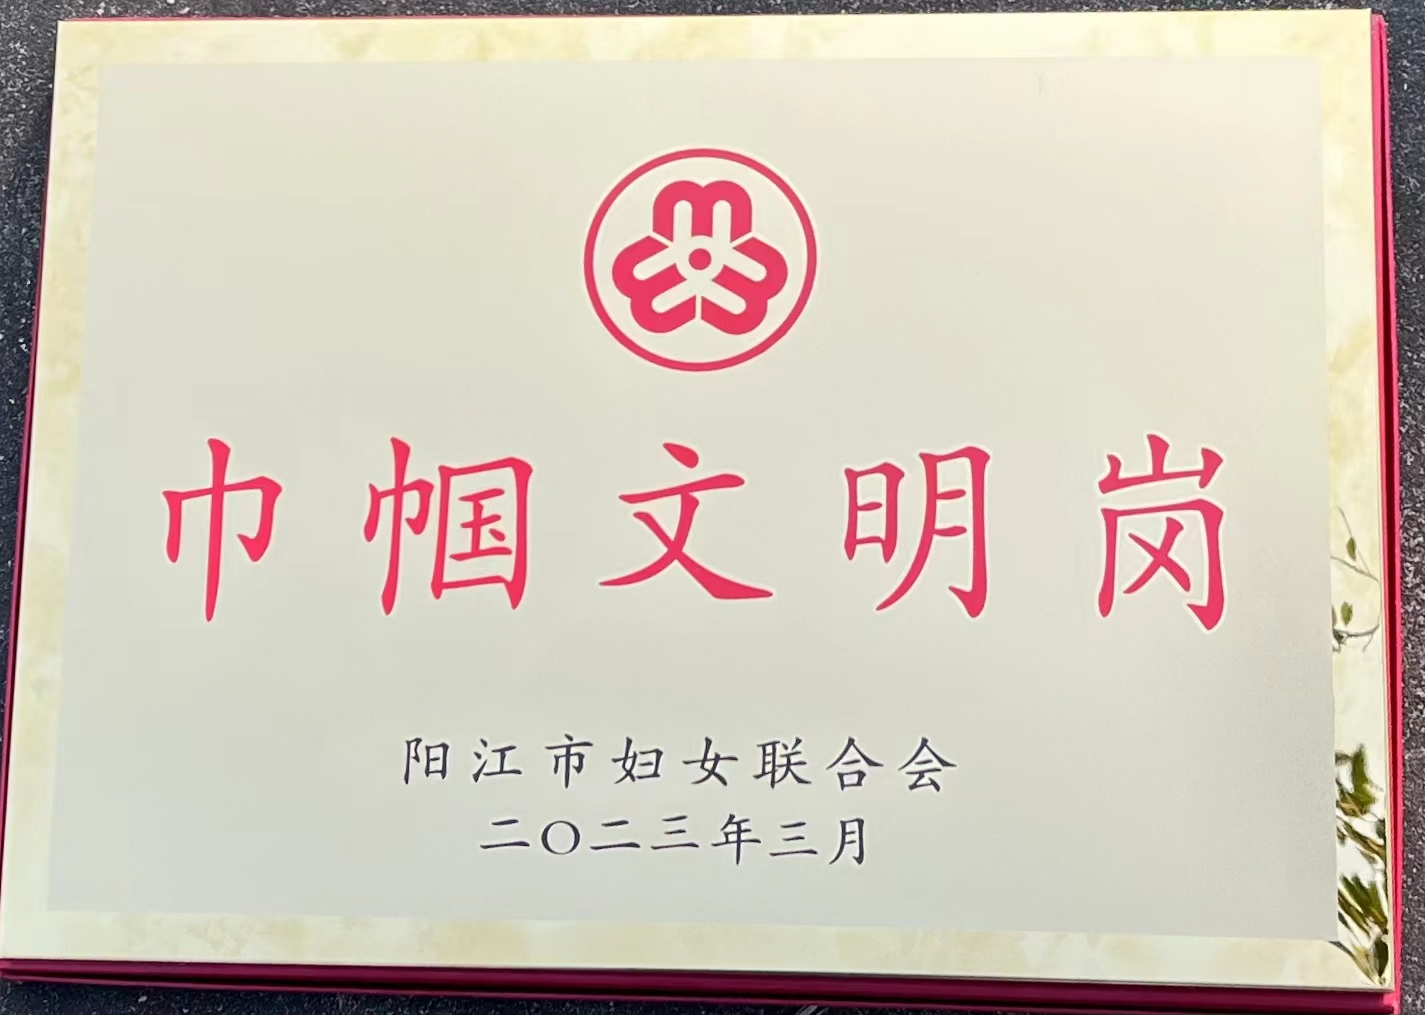 巾帼文明岗
阳江市妇女联合会
二〇二三年三月